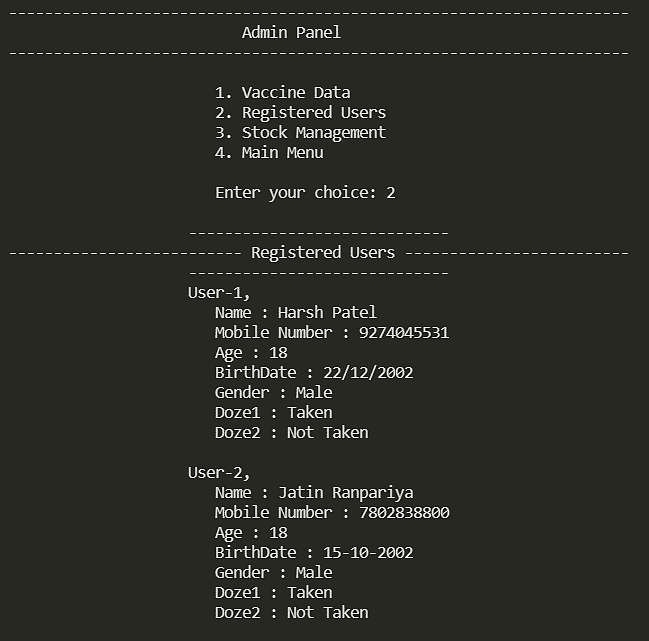 ---------------------------------------------------------------------
Admin Panel
---------------------------------------------------------------------
1. Vaccine Data
2. Registered Users
3. Stock Management
4. Main Menu
Enter your choice: 2
-----------------------------
-------------------------- Registered Users -------------------------
-----------------------------
User-1,
Name : Harsh Patel
Mobile Number : 9274045531
Age : 18
BirthDate : 22/12/2002
Gender : Male
Doze1 : Taken
Doze2 : Not Taken
User-2,
Name : Jatin Ranpariya
Mobile Number : 7802838800
Age : 18
BirthDate : 15-10-2002
Gender : Male
Doze1 : Taken
Doze2 : Not Taken